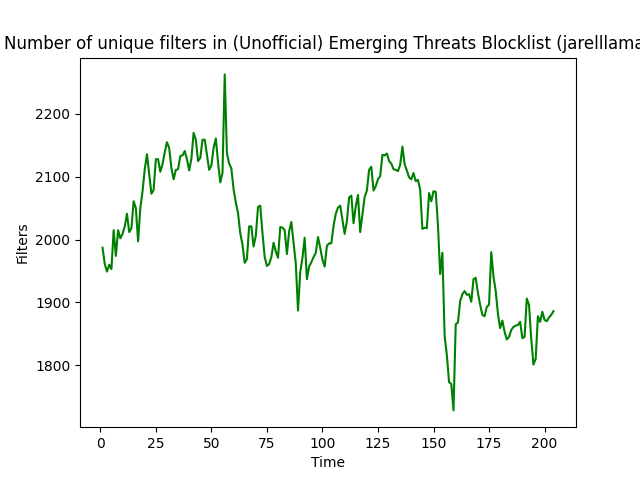 Number of unique filters in (Unofficial) Emerging Threats Blocklist (jarelllama
2200
2100
2000
1900
1800
Filters
0 25 50 75 100 125 150 175 200
Time